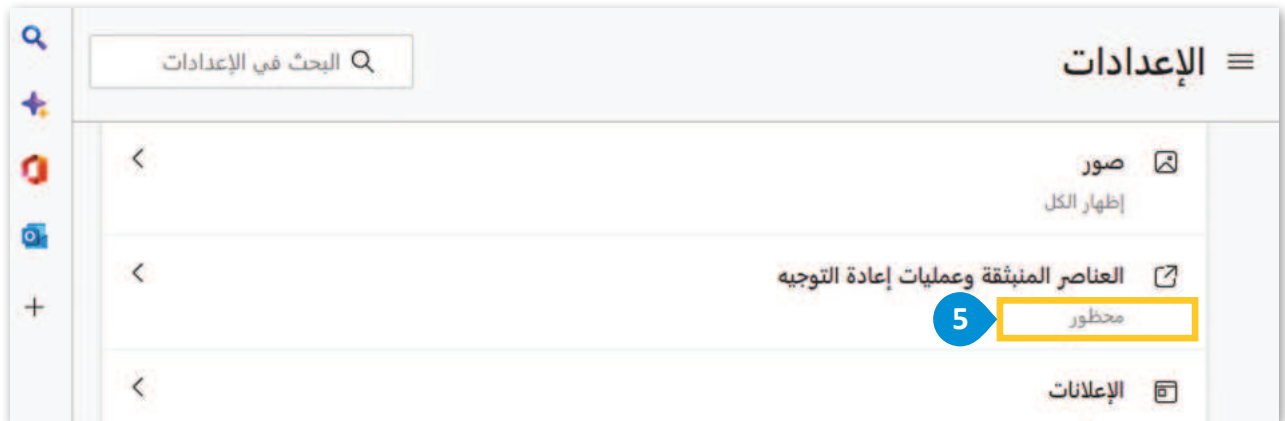 الإعدادات
البحث في الإعدادات
صور
إظهار الكل
العناصر المنبثقة وعمليات إعادة التوجيه
محظور
5
الإعلانات